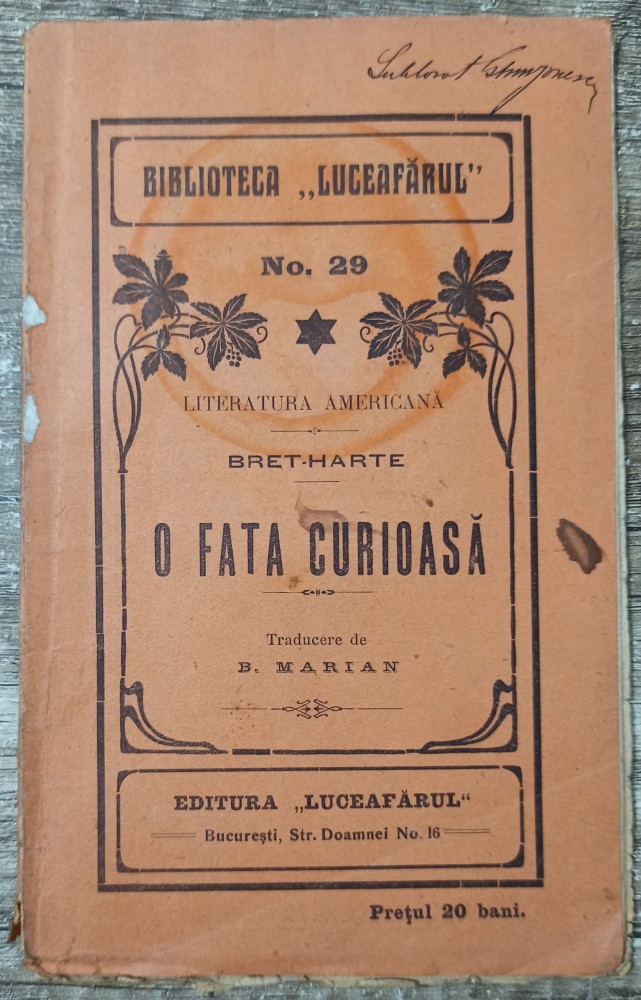 BIBLIOTECA „LUCEAFĂRUL"
No. 29
LITERATURA AMERICANĂ
BRET-HARTE
O FATA CURIOASĂ
Traducere de
B. MARIAN
EDITURA „LUCEAFĂRUL"
București, Str. Doamnei No. 16
Prețul 20 bani.